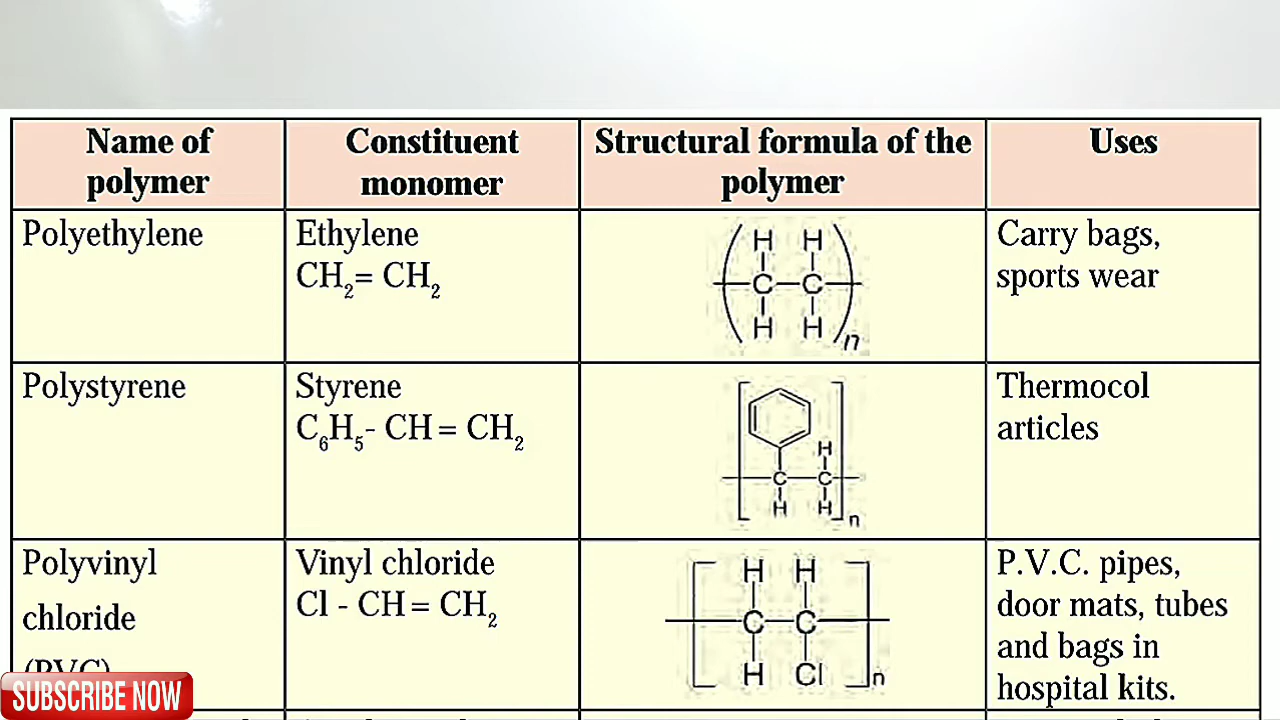 Name of polymer
Constituent monomer
Structural formula of the polymer
Uses
Polyethylene
Ethylene
CH₂= CH₂
H H
C C
H H
n
Carry bags,
sports wear
Polystyrene
Styrene
C₆H₅- CH = CH₂
H
C C
H H
n
Thermocol
articles
Polyvinyl
chloride
(PVC)
Vinyl chloride
Cl - CH = CH₂
H H
C C
H Cl
n
P.V.C. pipes,
door mats, tubes
and bags in
hospital kits.
SUBSCRIBE NOW